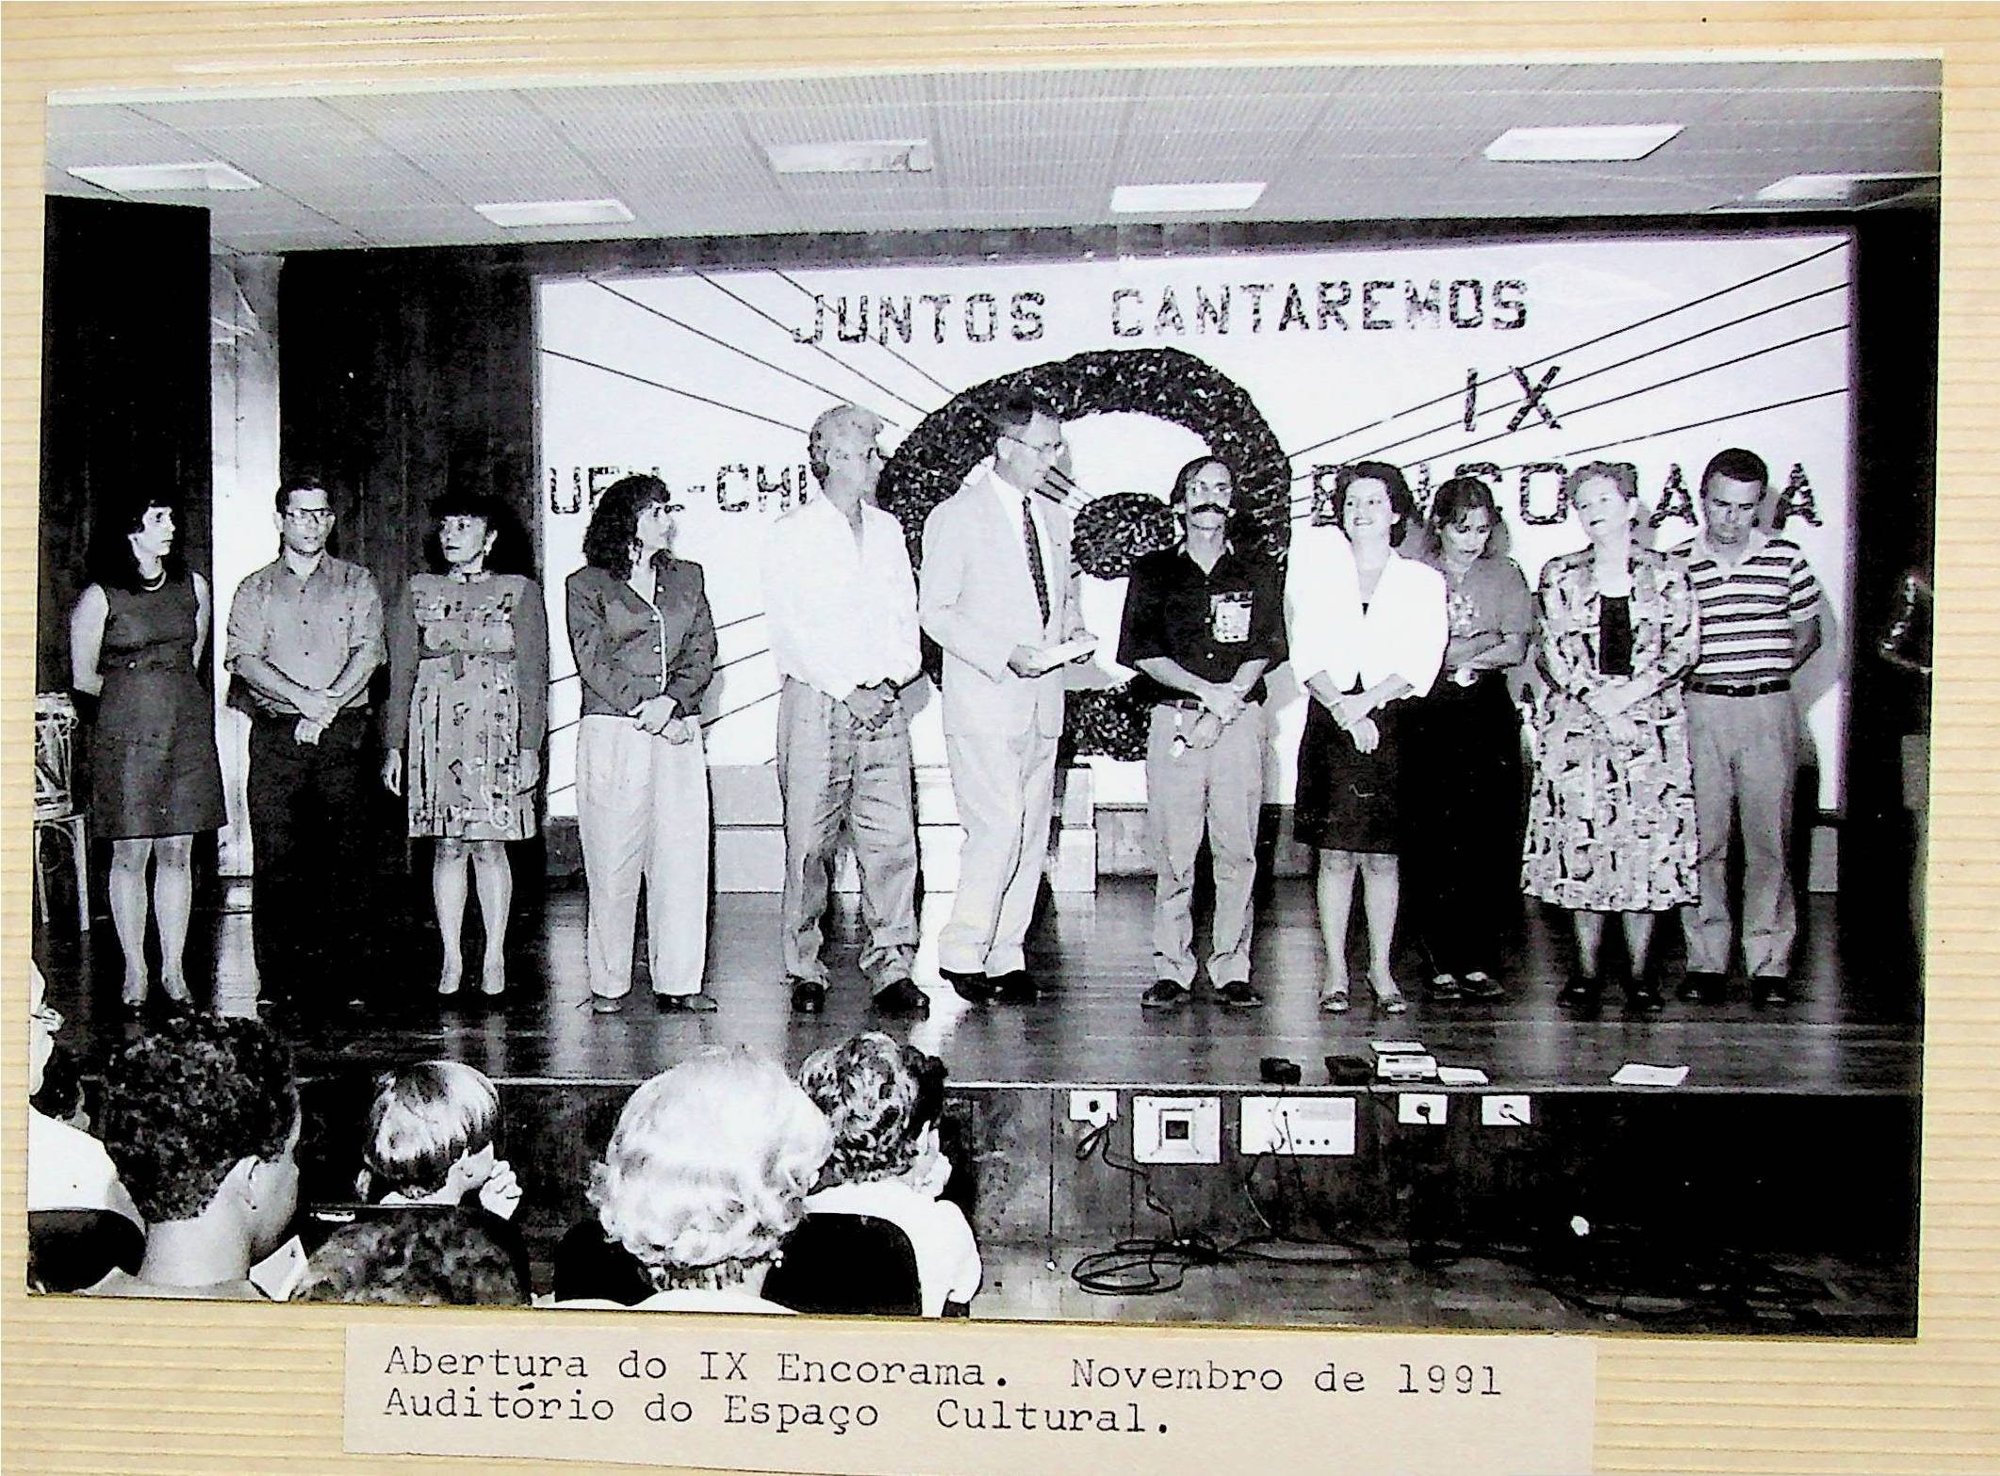 JUNTOS CANTAREMOS
IX
Abertura do IX Encorama. Novembro de 1991
Auditório do Espaço Cultural.